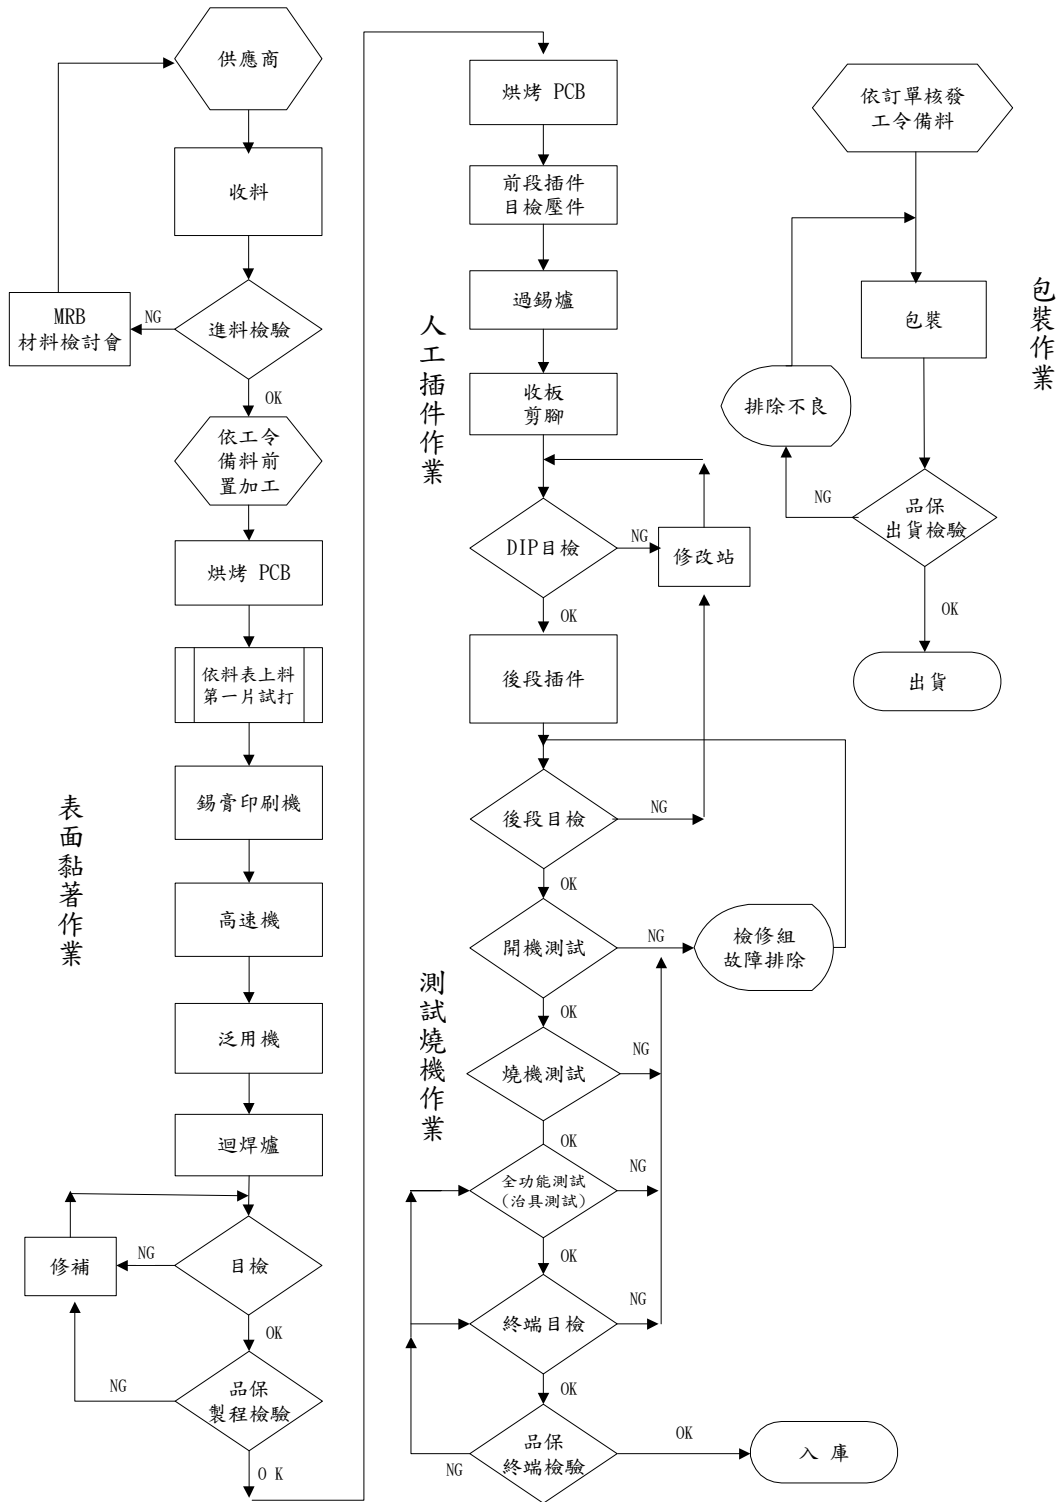 供應商
收料
進料檢驗
NG
MRB
材料檢討會
OK
依工令
備料前
置加工
烘烤 PCB
依料表上料
第一片試打
錫膏印刷機
高速機
泛用機
迴焊爐
目檢
NG
修補
OK
品保
製程檢驗
NG
O K
表面黏著作業
烘烤 PCB
前段插件
目檢壓件
過錫爐
收板
剪腳
DIP目檢
NG
修改站
OK
後段插件
後段目檢
NG
OK
開機測試
NG
檢修組
故障排除
OK
燒機測試
NG
OK
全功能測試
(治具測試)
NG
OK
終端目檢
NG
OK
品保
終端檢驗
NG
OK
入 庫
人工插件作業
測試燒機作業
依訂單核發
工令備料
包裝
排除不良
NG
品保
出貨檢驗
OK
出貨
包裝作業